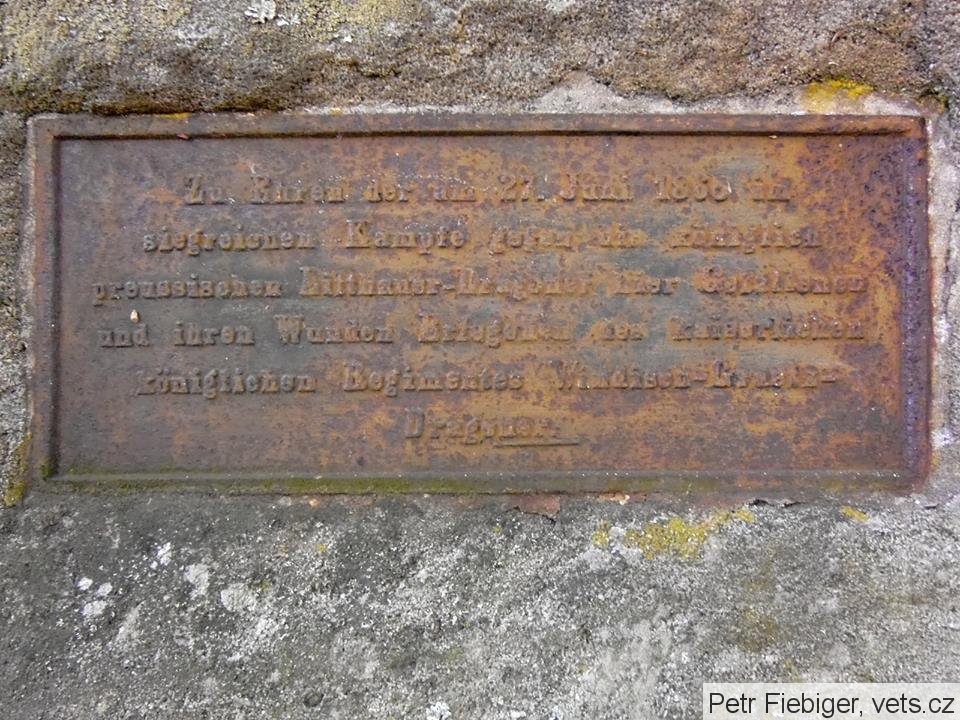 Zu Ehren der am 27. Juni 1866 im
siegreichen Kampfe gegen die königlich
preussischen Litthauer-Dragoner hier Gefallenen
und ihren Wunden Erlegenen des kaiserlichen
königlichen Regimentes Windisch-Graetz-
Dragoner.
Petr Fiebiger, vets.cz